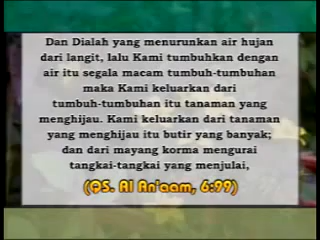 Dan Dialah yang menurunkan air hujan
dari langit, lalu Kami tumbuhkan dengan
air itu segala macam tumbuh-tumbuhan
maka Kami keluarkan dari
tumbuh-tumbuhan itu tanaman yang
menghijau. Kami keluarkan dari tanaman
yang menghijau itu butir yang banyak;
dan dari mayang korma mengurai
tangkai-tangkai yang menjulai,
(QS. Al An'aam, 6:99)